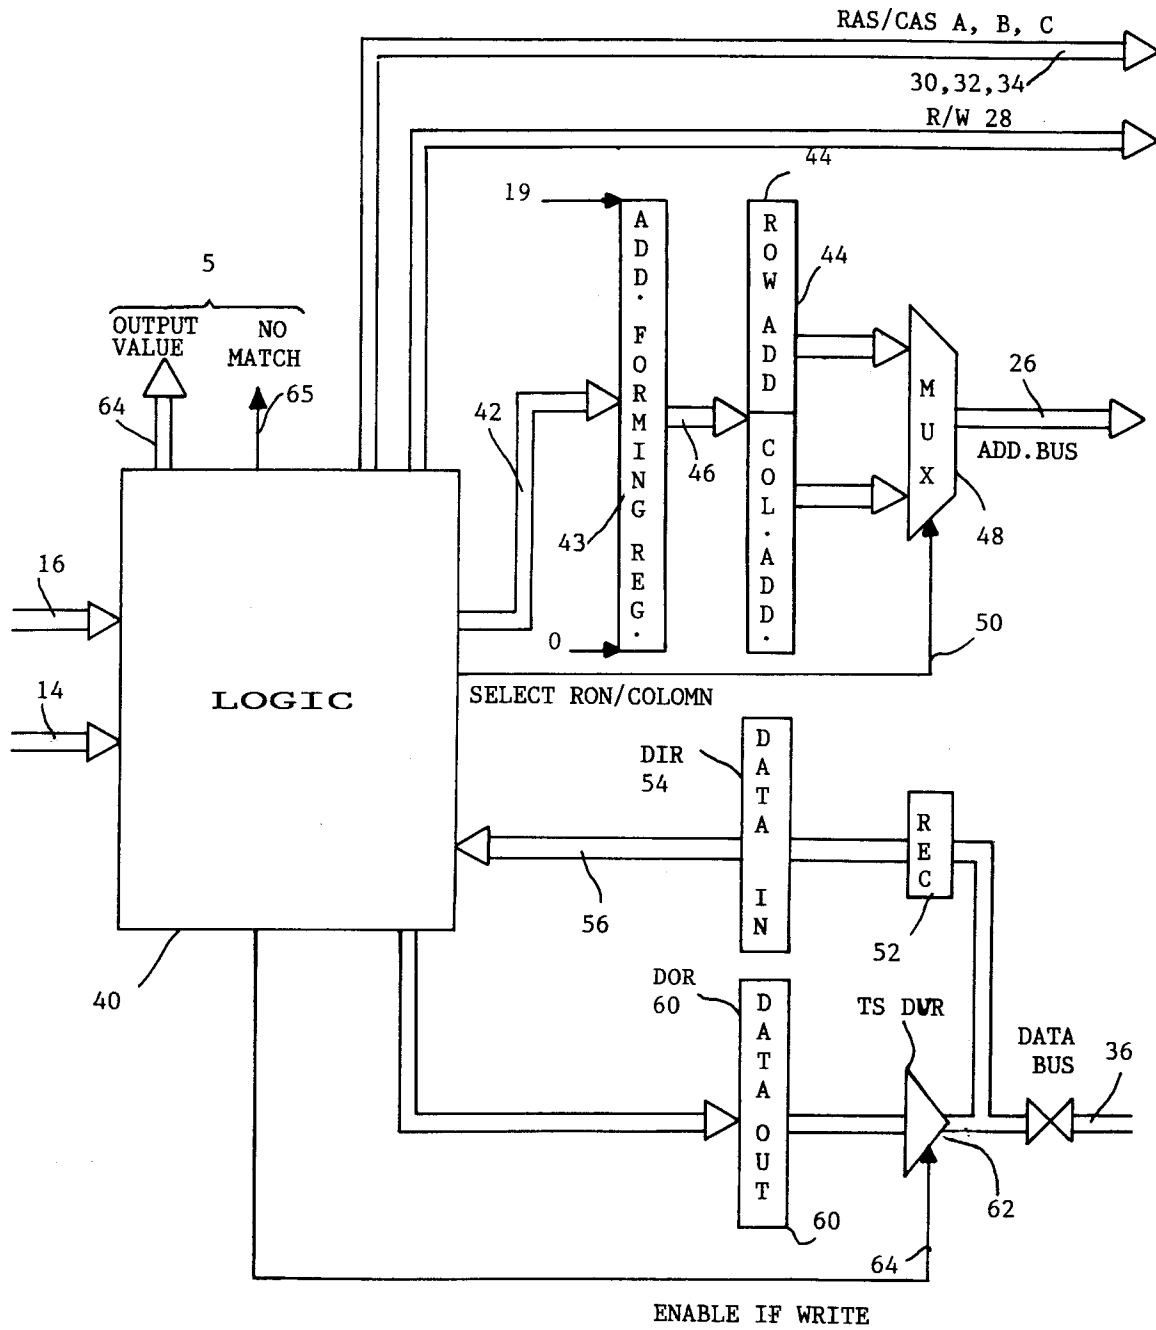 RAS/CAS A, B, C
30,32,34
R/W 28
44
19
ADD. FORMING REG.
ROW ADD
44
5
OUTPUT
VALUE
NO
MATCH
64
65
42
43
46
COL.ADD.
MUX
26
ADD.BUS
48
16
0
50
14
LOGIC
SELECT RON/COLOMN
DIR
54
DATA IN
REC
56
52
40
DOR
60
DATA OUT
TS DVR
DATA
BUS
36
62
60
64
ENABLE IF WRITE